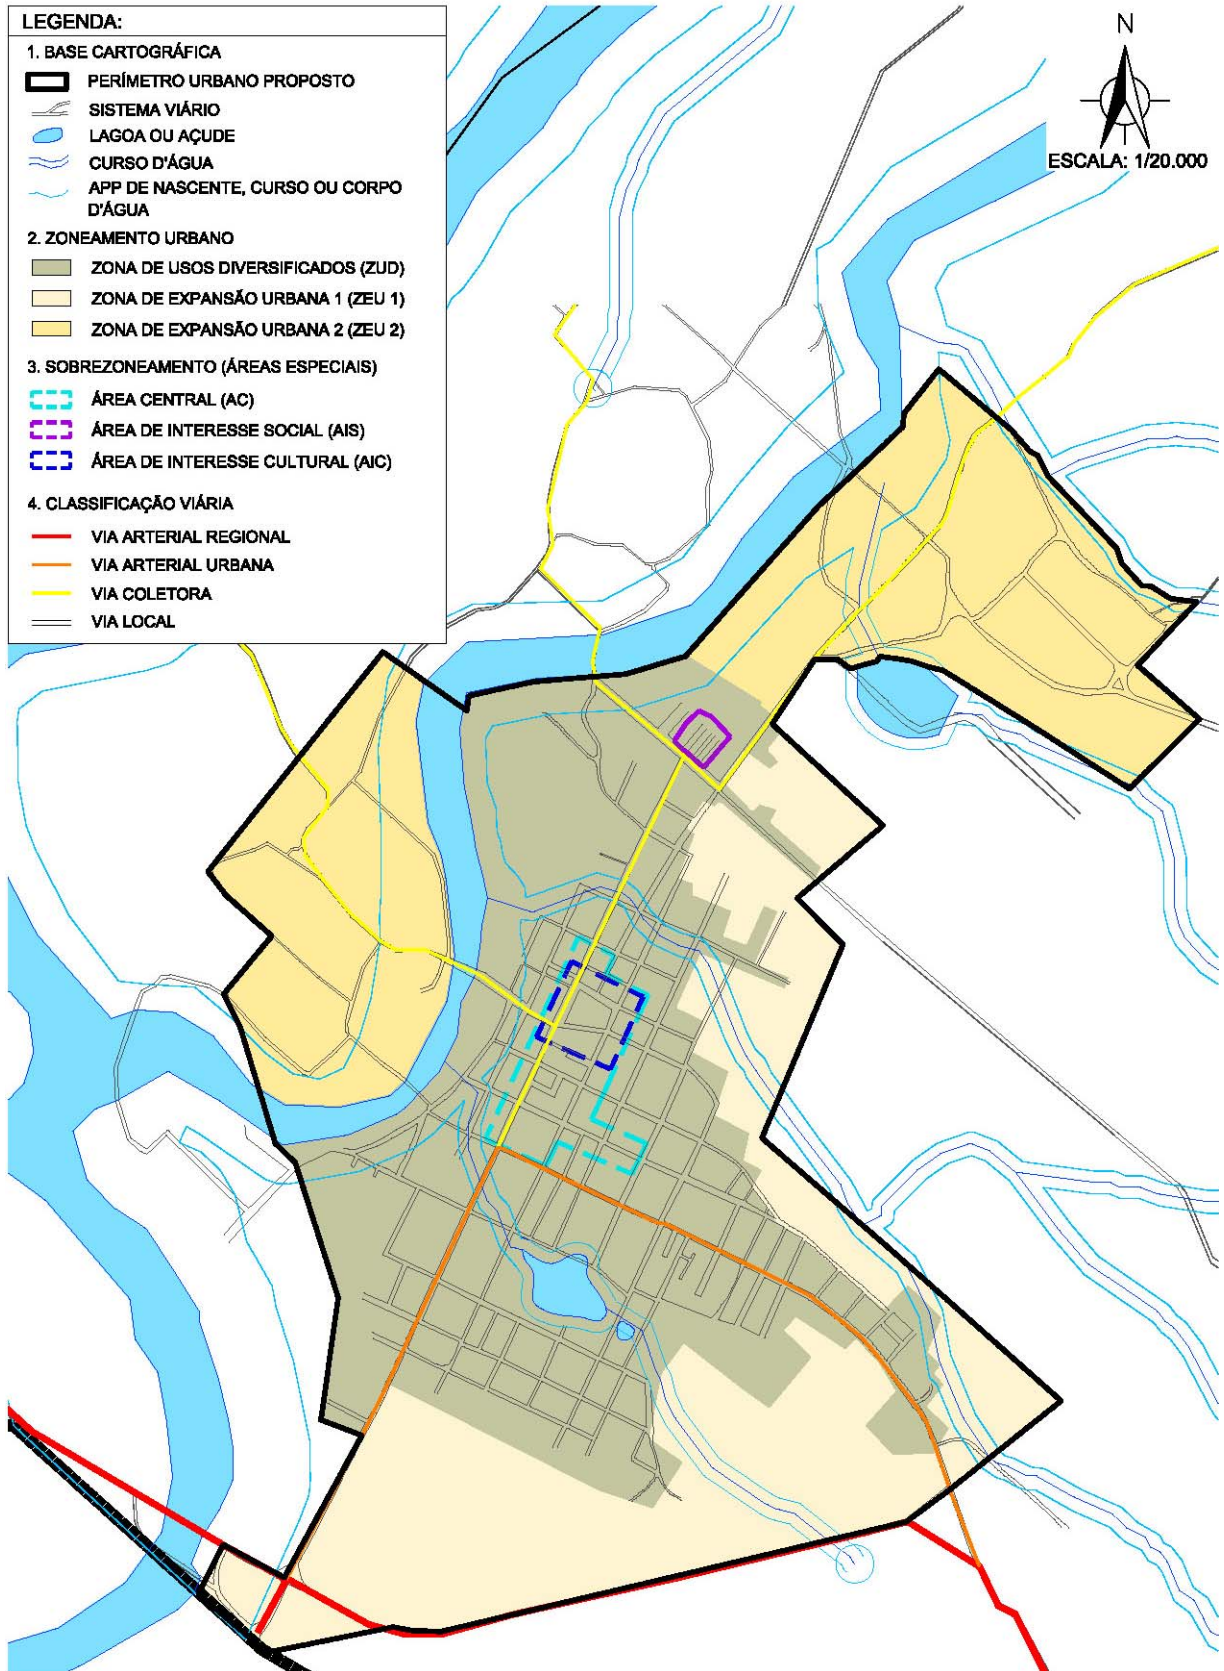 LEGENDA:
1. BASE CARTOGRÁFICA
PERÍMETRO URBANO PROPOSTO
SISTEMA VIÁRIO
LAGOA OU AÇUDE
CURSO D'ÁGUA
APP DE NASCENTE, CURSO OU CORPO
D'ÁGUA
2. ZONEAMENTO URBANO
ZONA DE USOS DIVERSIFICADOS (ZUD)
ZONA DE EXPANSÃO URBANA 1 (ZEU 1)
ZONA DE EXPANSÃO URBANA 2 (ZEU 2)
3. SOBREZONEAMENTO (ÁREAS ESPECIAIS)
ÁREA CENTRAL (AC)
ÁREA DE INTERESSE SOCIAL (AIS)
ÁREA DE INTERESSE CULTURAL (AIC)
4. CLASSIFICAÇÃO VIÁRIA
VIA ARTERIAL REGIONAL
VIA ARTERIAL URBANA
VIA COLETORA
VIA LOCAL
N
ESCALA: 1/20.000